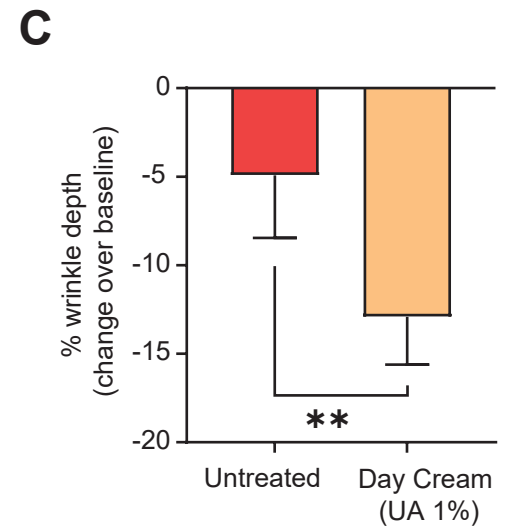 C
% wrinkle depth
(change over baseline)
0
-5
-10
-15
-20
**
Untreated
Day Cream
(UA 1%)